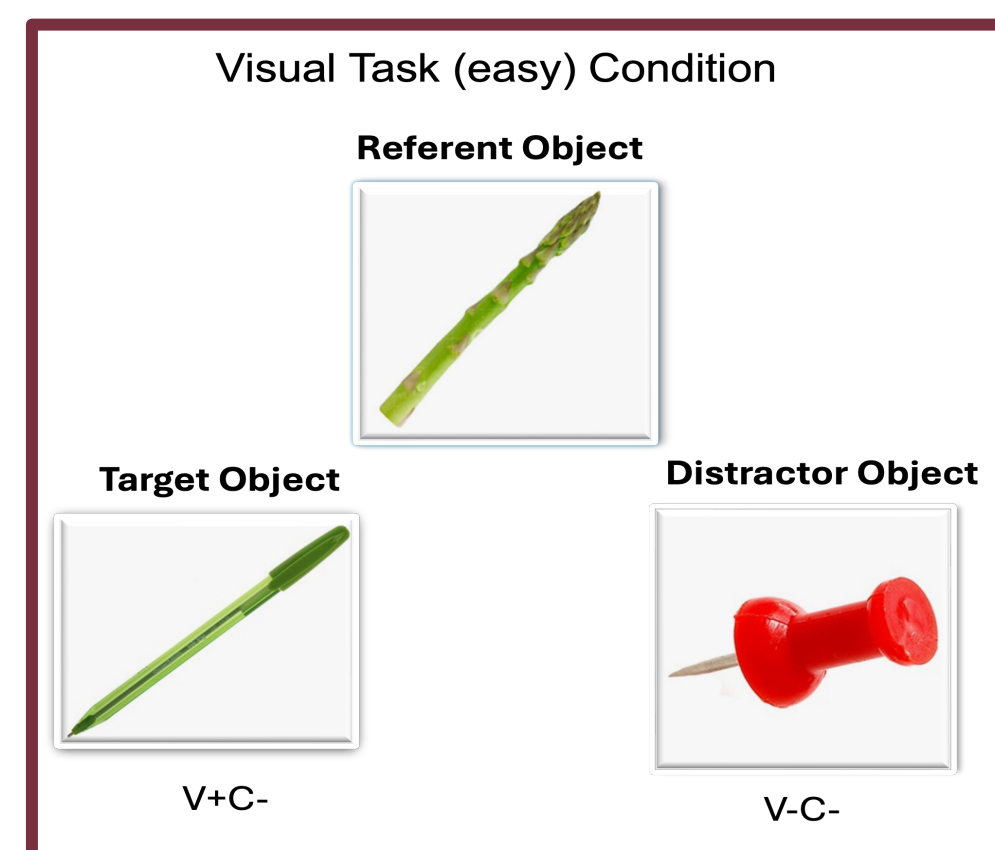 Visual Task (easy) Condition
Referent Object
Target Object
Distractor Object
V+C-
V-C-